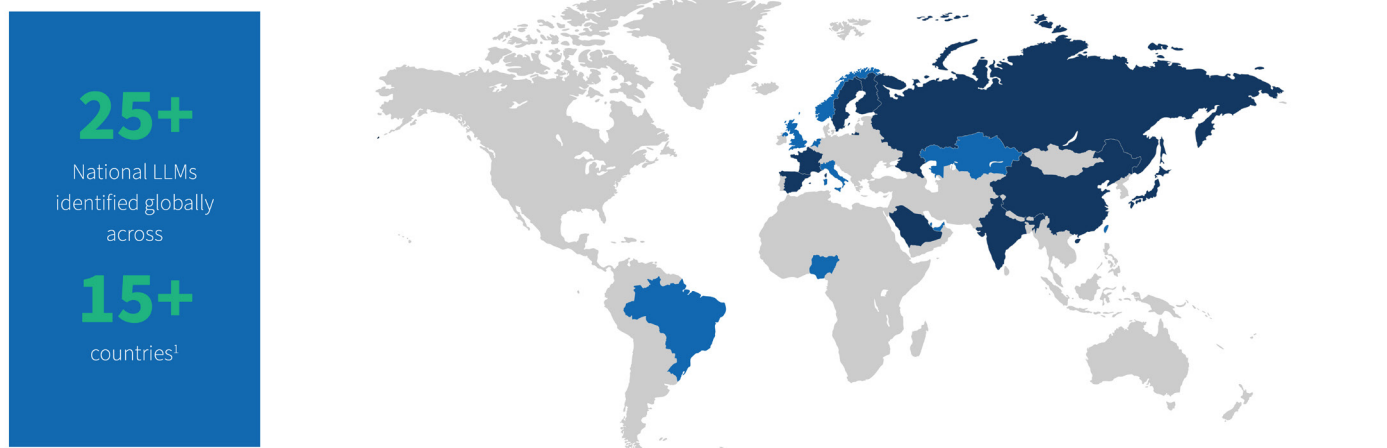 25+
National LLMs
identified globally
across
15+
countries¹